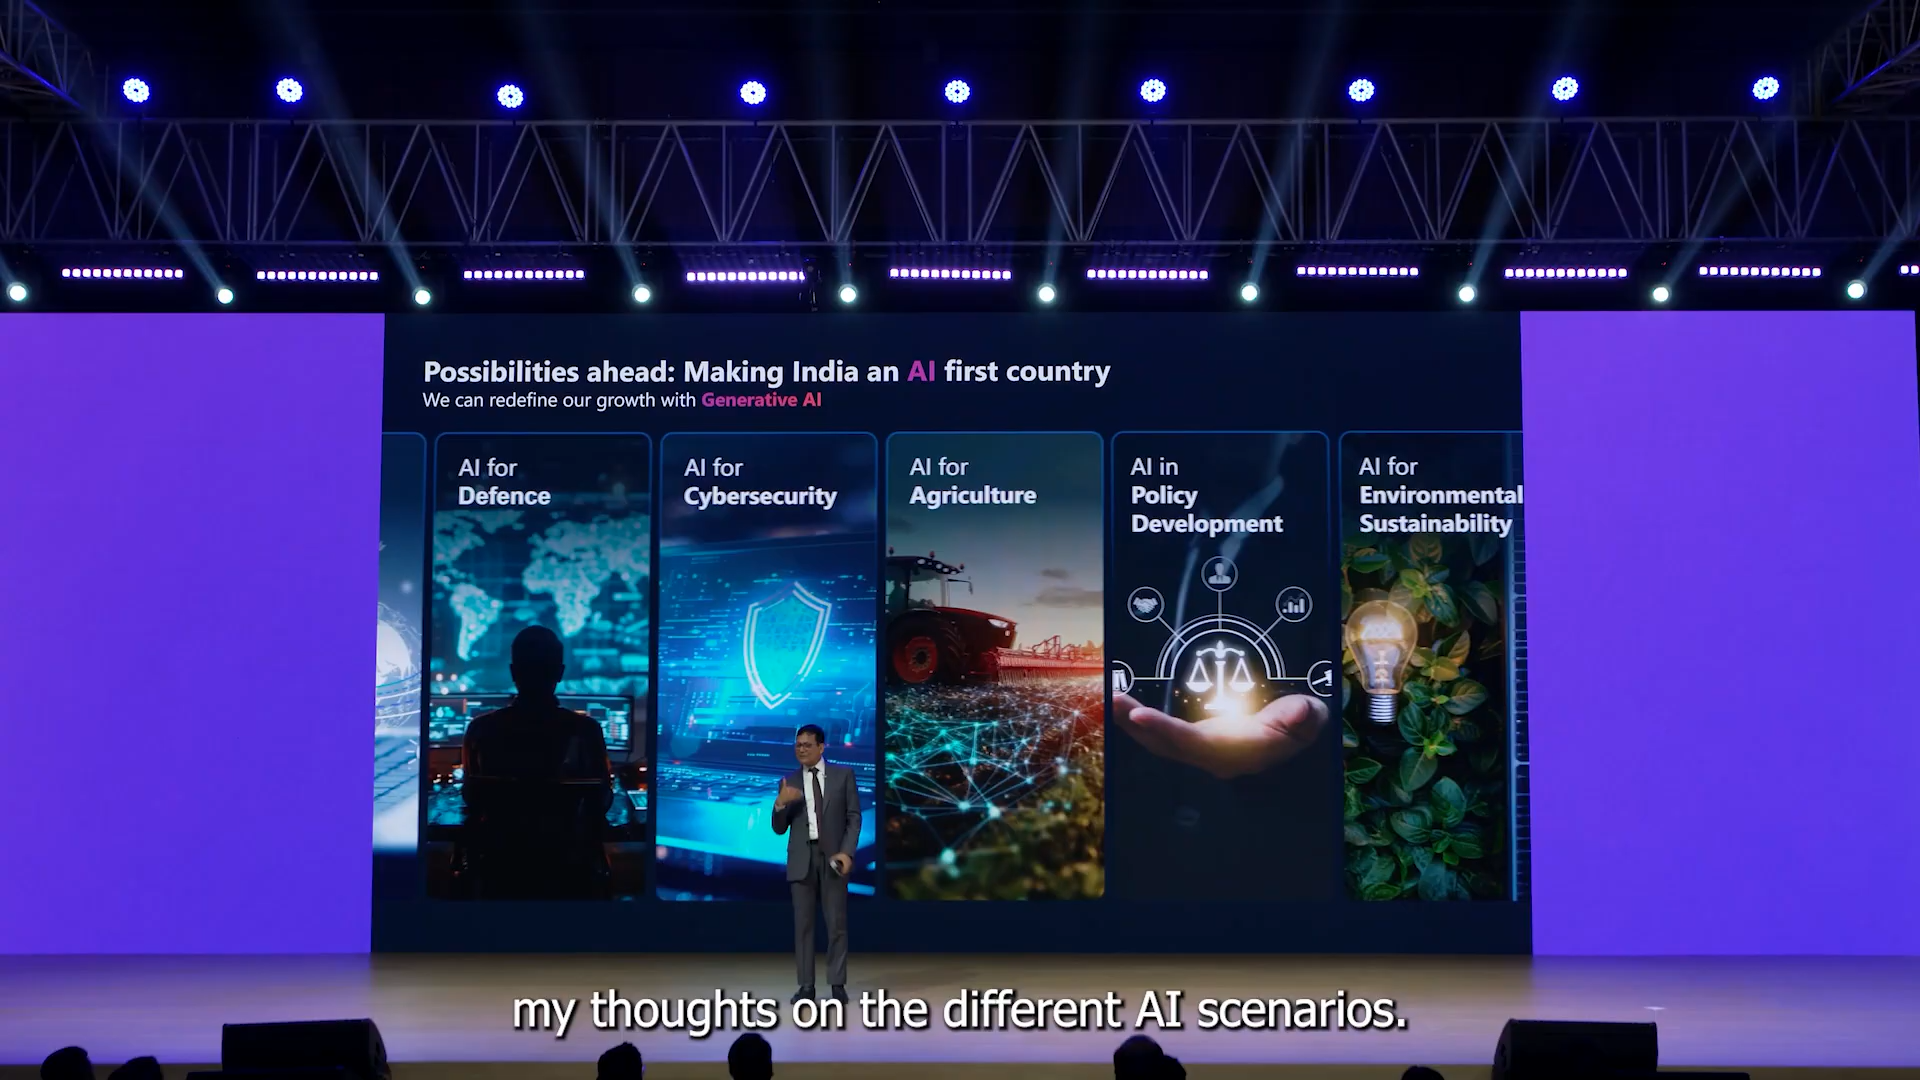 Possibilities ahead: Making India an AI first country
We can redefine our growth with Generative AI
AI for
Defence
AI for
Cybersecurity
AI for
Agriculture
AI in
Policy
Development
AI for
Environmental
Sustainability
my thoughts on the different AI scenarios.